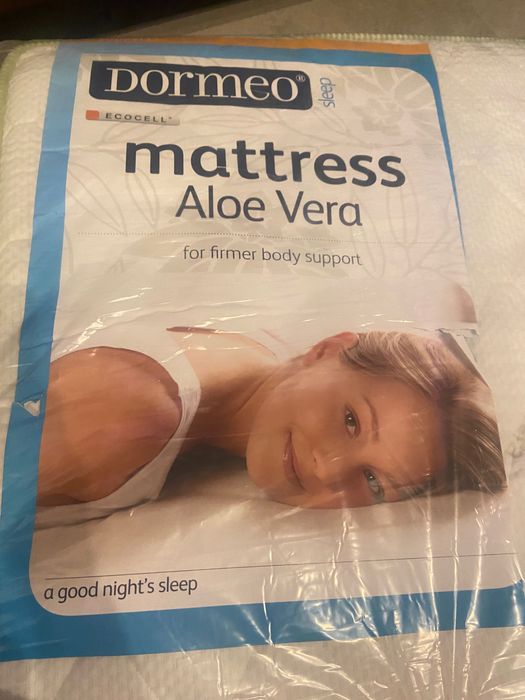 DORMEO®
sleep
ECOCELL®
mattress
Aloe Vera
for firmer body support
a good night's sleep